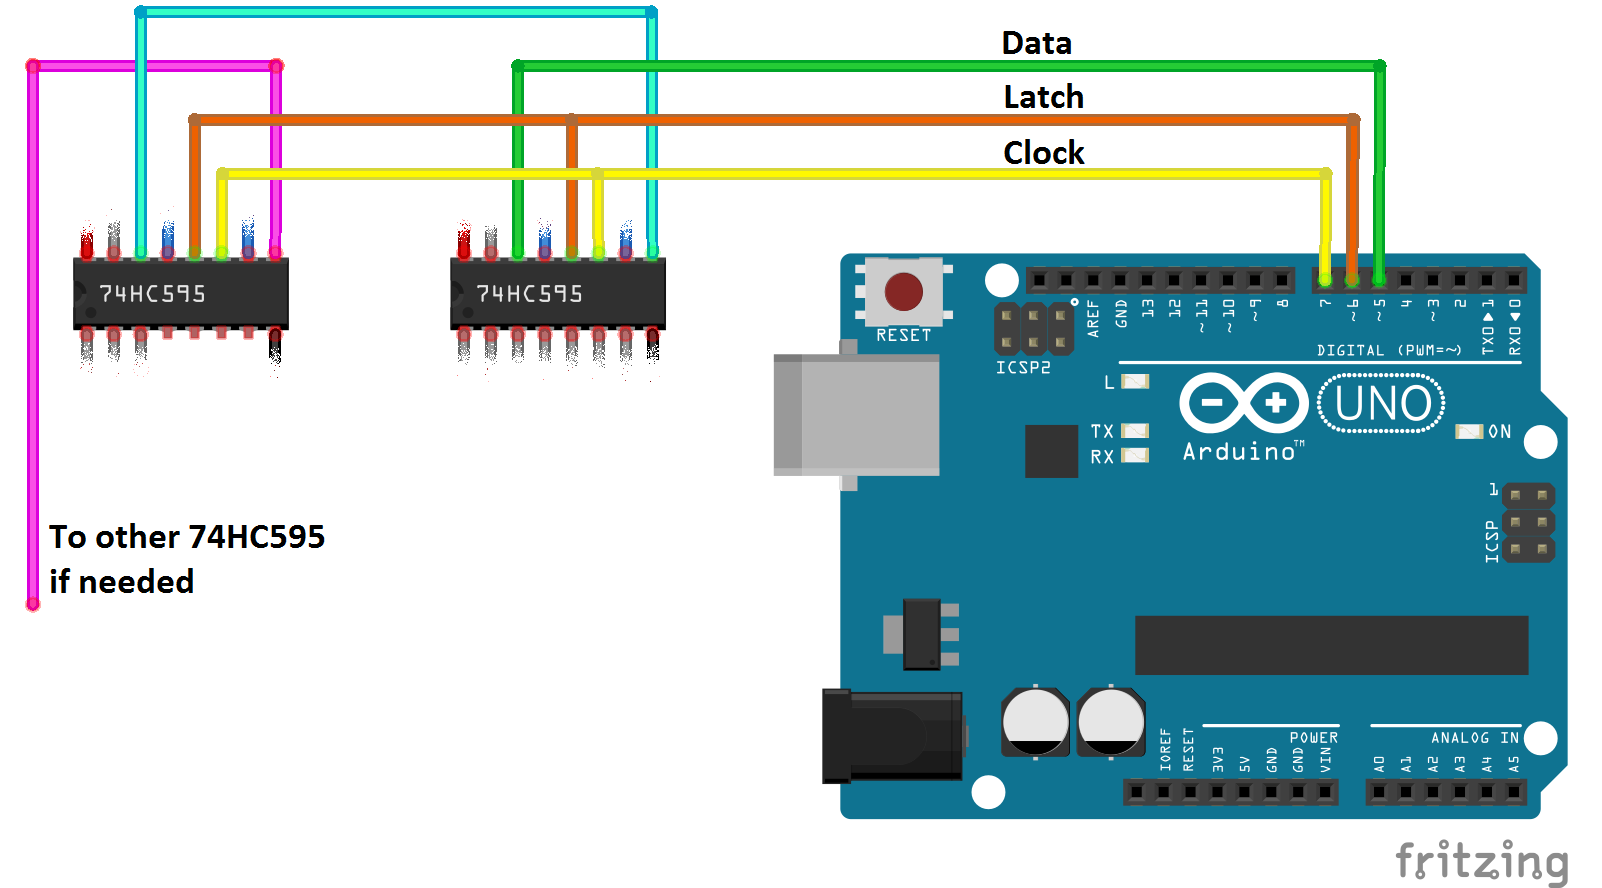 Data
Latch
Clock
74HC595
74HC595
To other 74HC595
if needed
RESET
ICSP2
AREF
GND
13
12
~11
~10
~9
8
7
~6
~5
4
~3
2
TX0▶1
RX0◀0
DIGITAL (PWM=~)
L
TX
RX
UNO
Arduino™
ON
1
ICSP
IOREF
RESET
3V3
5V
GND
GND
VIN
POWER
A0
A1
A2
A3
A4
A5
ANALOG IN
fritzing